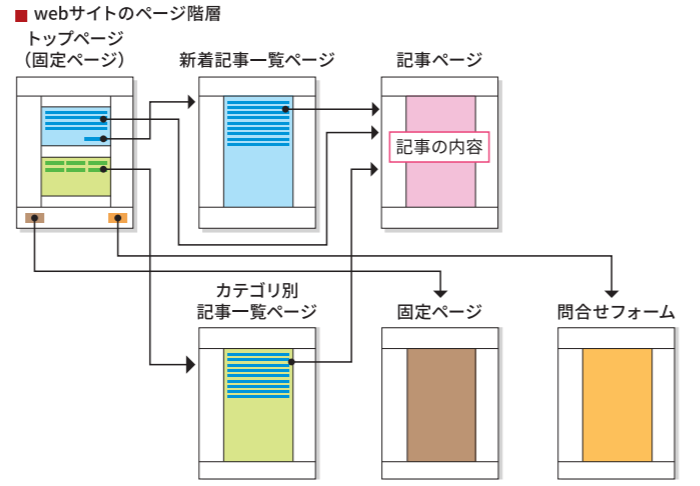 ■ webサイトのページ階層
トップページ
（固定ページ）
新着記事一覧ページ
記事ページ
記事の内容
カテゴリ別
記事一覧ページ
固定ページ
問合せフォーム